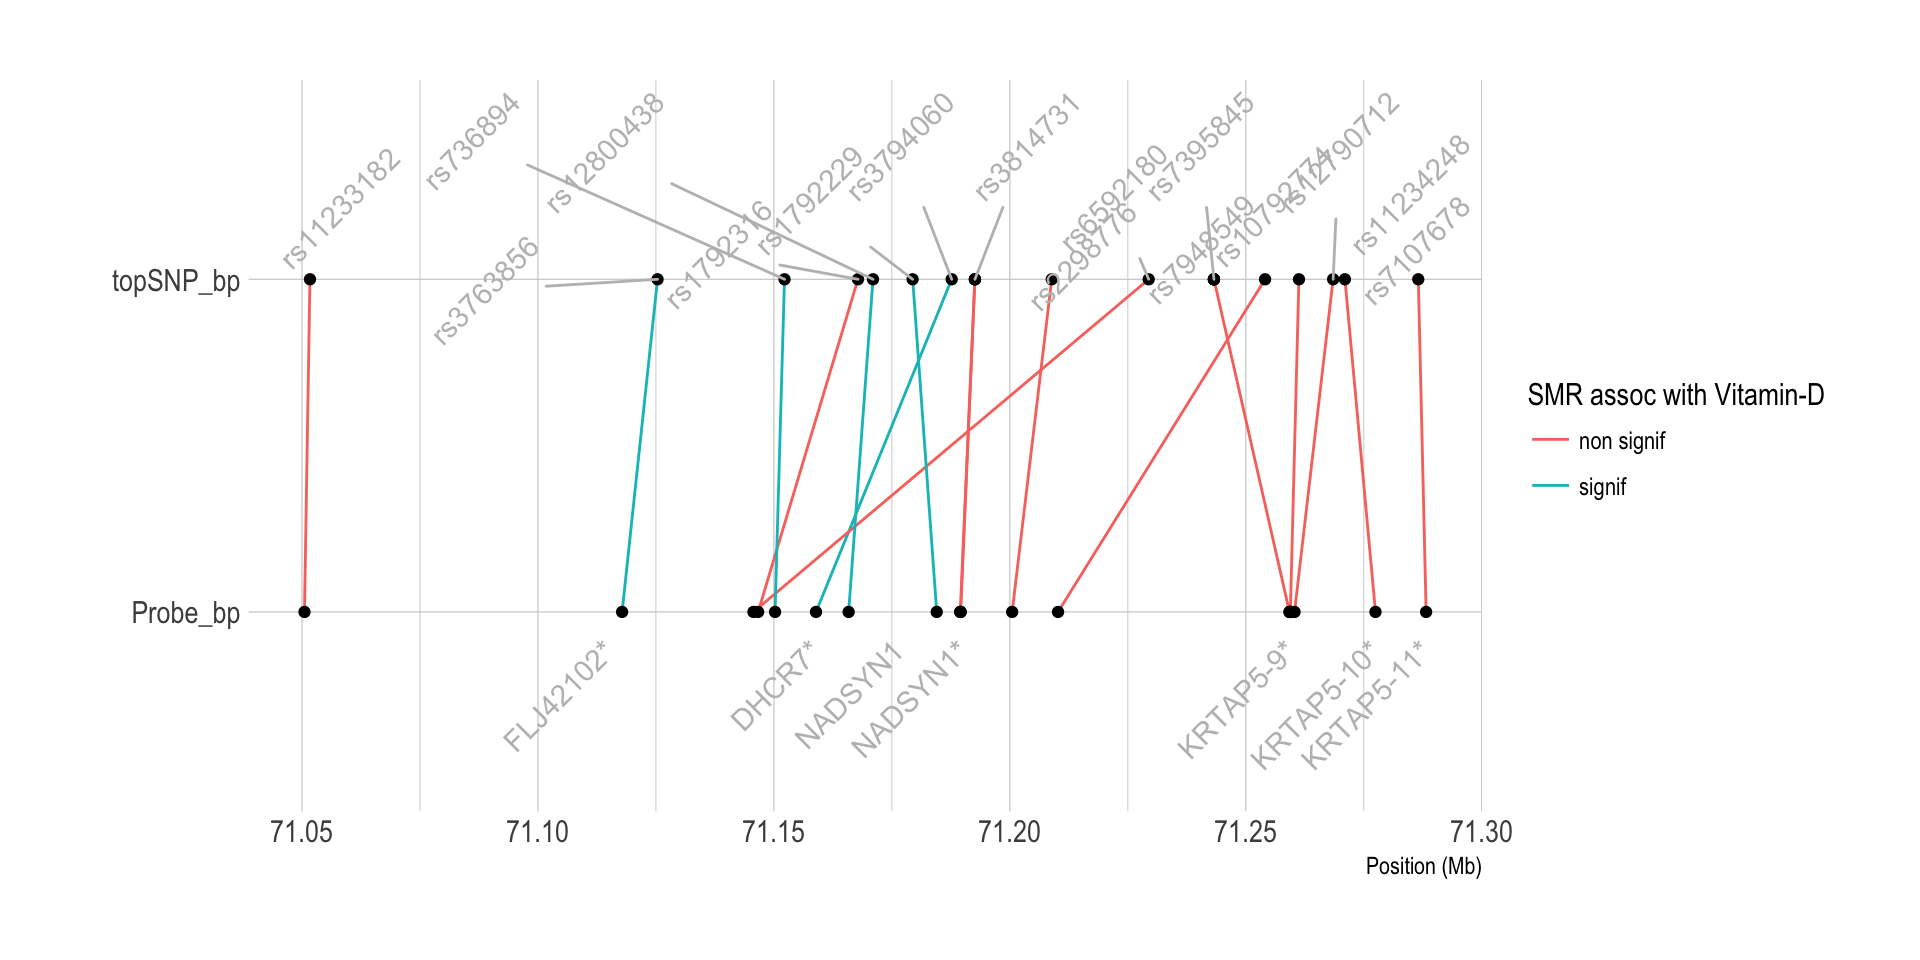 rs11233182
rs736894
rs12800438
rs3763856
rs1792316
rs1792229
rs3794060
rs3814731
rs6592180
rs2298776
rs7395845
rs7948549
rs10792774
rs12790712
rs11234248
rs7107678
topSNP_bp
Probe_bp
FLJ42102*
DHCR7*
NADSYN1
NADSYN1*
KRTAP5-9*
KRTAP5-10*
KRTAP5-11*
71.05 71.10 71.15 71.20 71.25 71.30
Position (Mb)
SMR assoc with Vitamin-D
non signif
signif